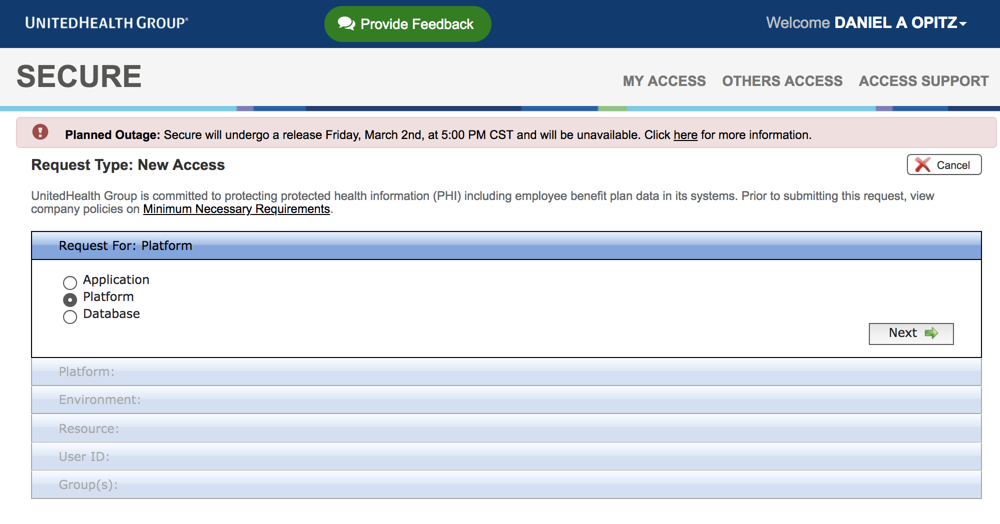 UNITEDHEALTH GROUP®
Provide Feedback
Welcome DANIEL A OPITZ
SECURE
MY ACCESS OTHERS ACCESS ACCESS SUPPORT
Planned Outage: Secure will undergo a release Friday, March 2nd, at 5:00 PM CST and will be unavailable. Click here for more information.
Request Type: New Access
Cancel
UnitedHealth Group is committed to protecting protected health information (PHI) including employee benefit plan data in its systems. Prior to submitting this request, view
company policies on Minimum Necessary Requirements.
Request For: Platform
Application
Platform
Database
Next
Platform:
Environment:
Resource:
User ID:
Group(s):